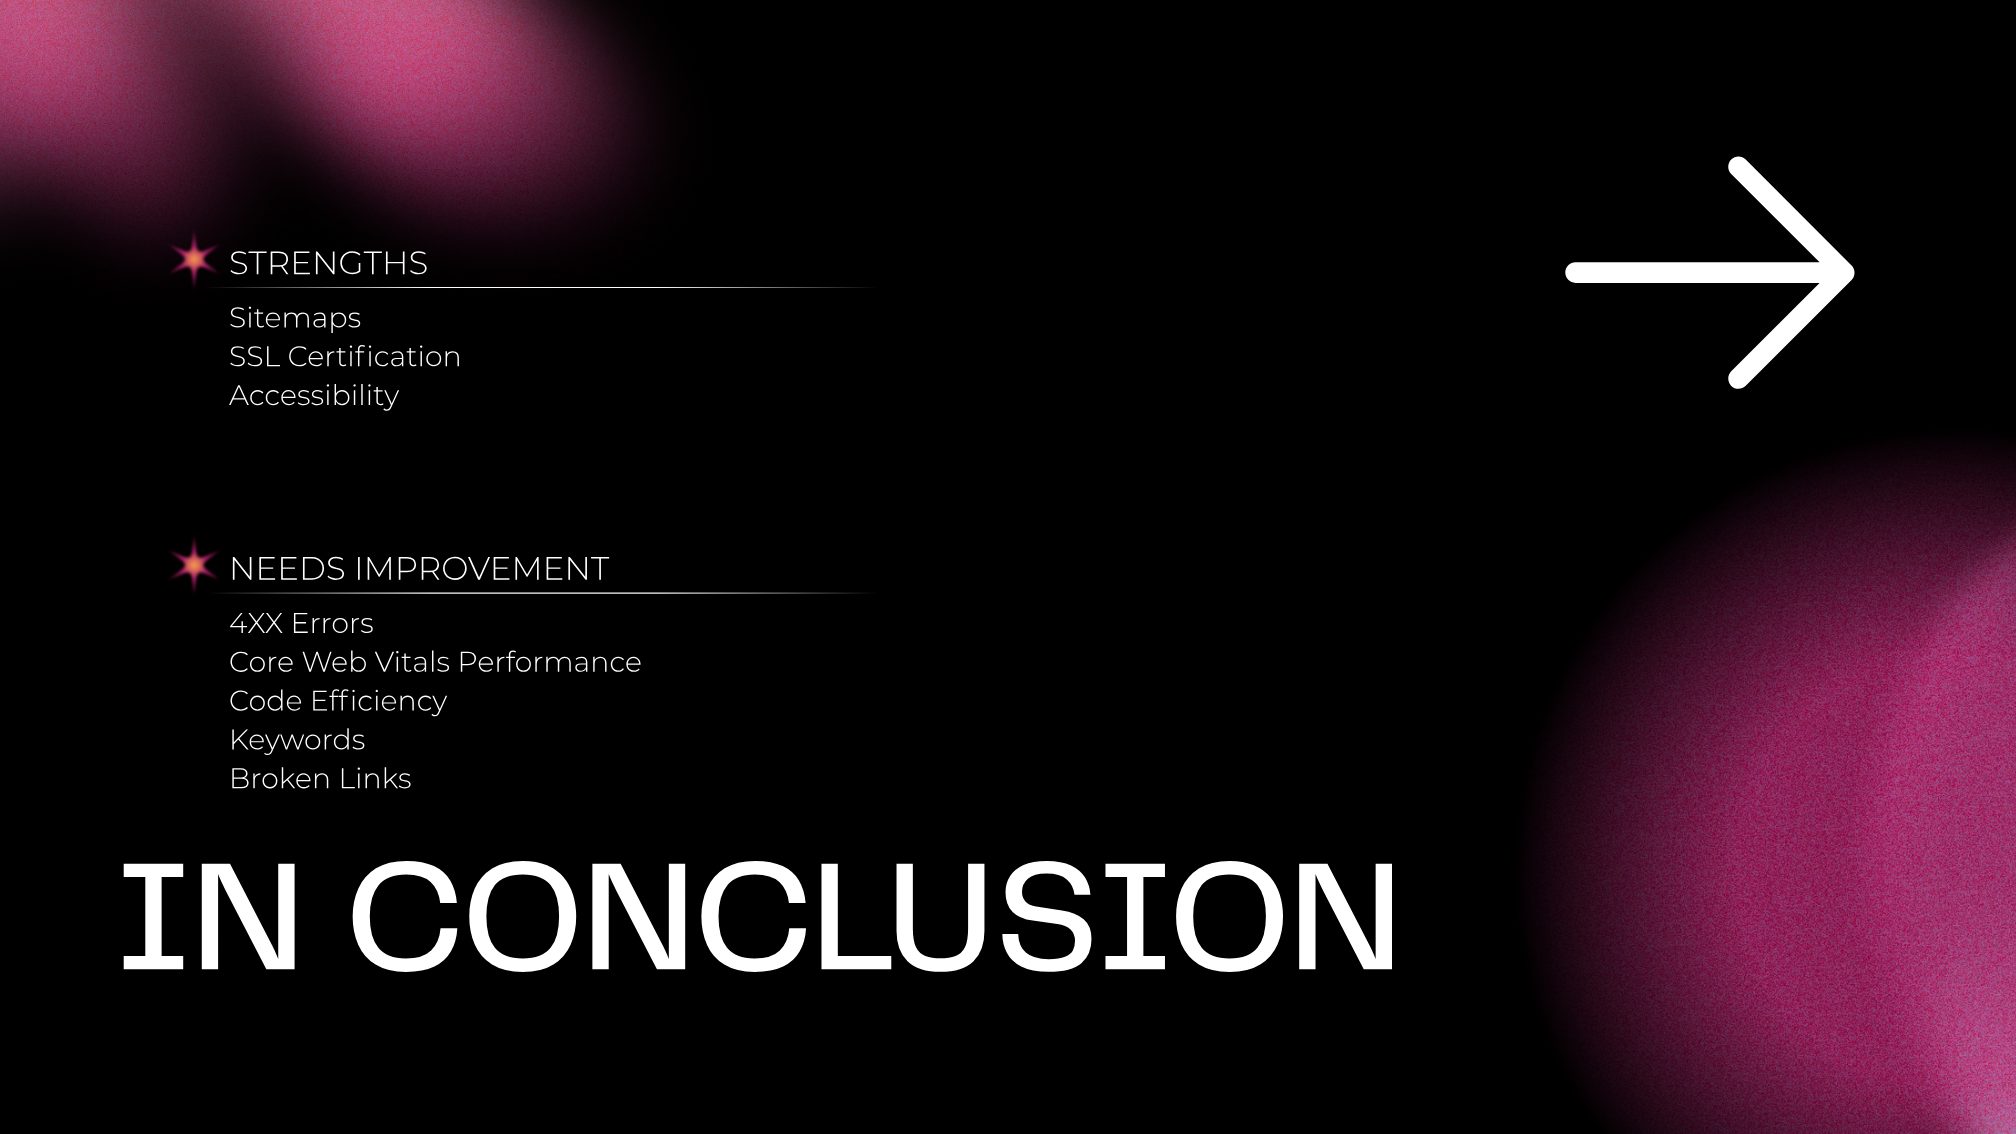 STRENGTHS
Sitemaps
SSL Certification
Accessibility
NEEDS IMPROVEMENT
4XX Errors
Core Web Vitals Performance
Code Efficiency
Keywords
Broken Links
IN CONCLUSION